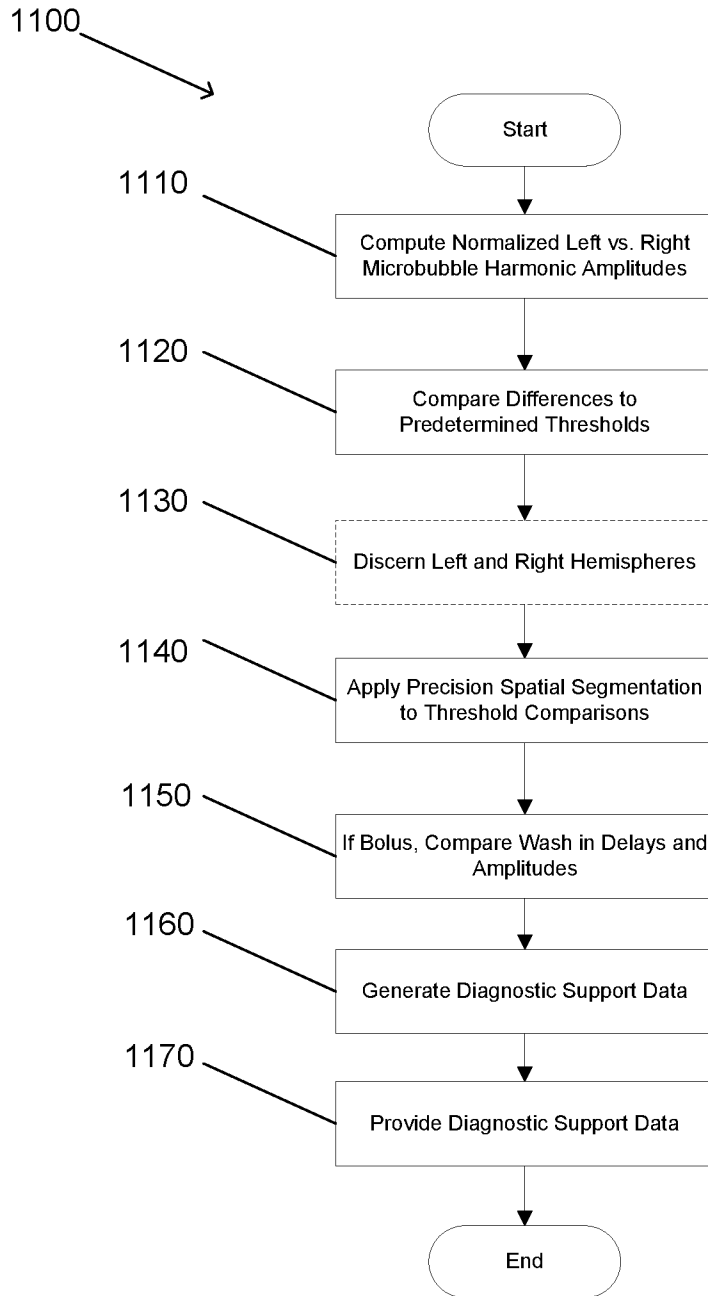 1100
Start
1110
Compute Normalized Left vs. Right
Microbubble Harmonic Amplitudes
1120
Compare Differences to
Predetermined Thresholds
1130
Discern Left and Right Hemispheres
1140
Apply Precision Spatial Segmentation
to Threshold Comparisons
1150
If Bolus, Compare Wash in Delays and
Amplitudes
1160
Generate Diagnostic Support Data
1170
Provide Diagnostic Support Data
End